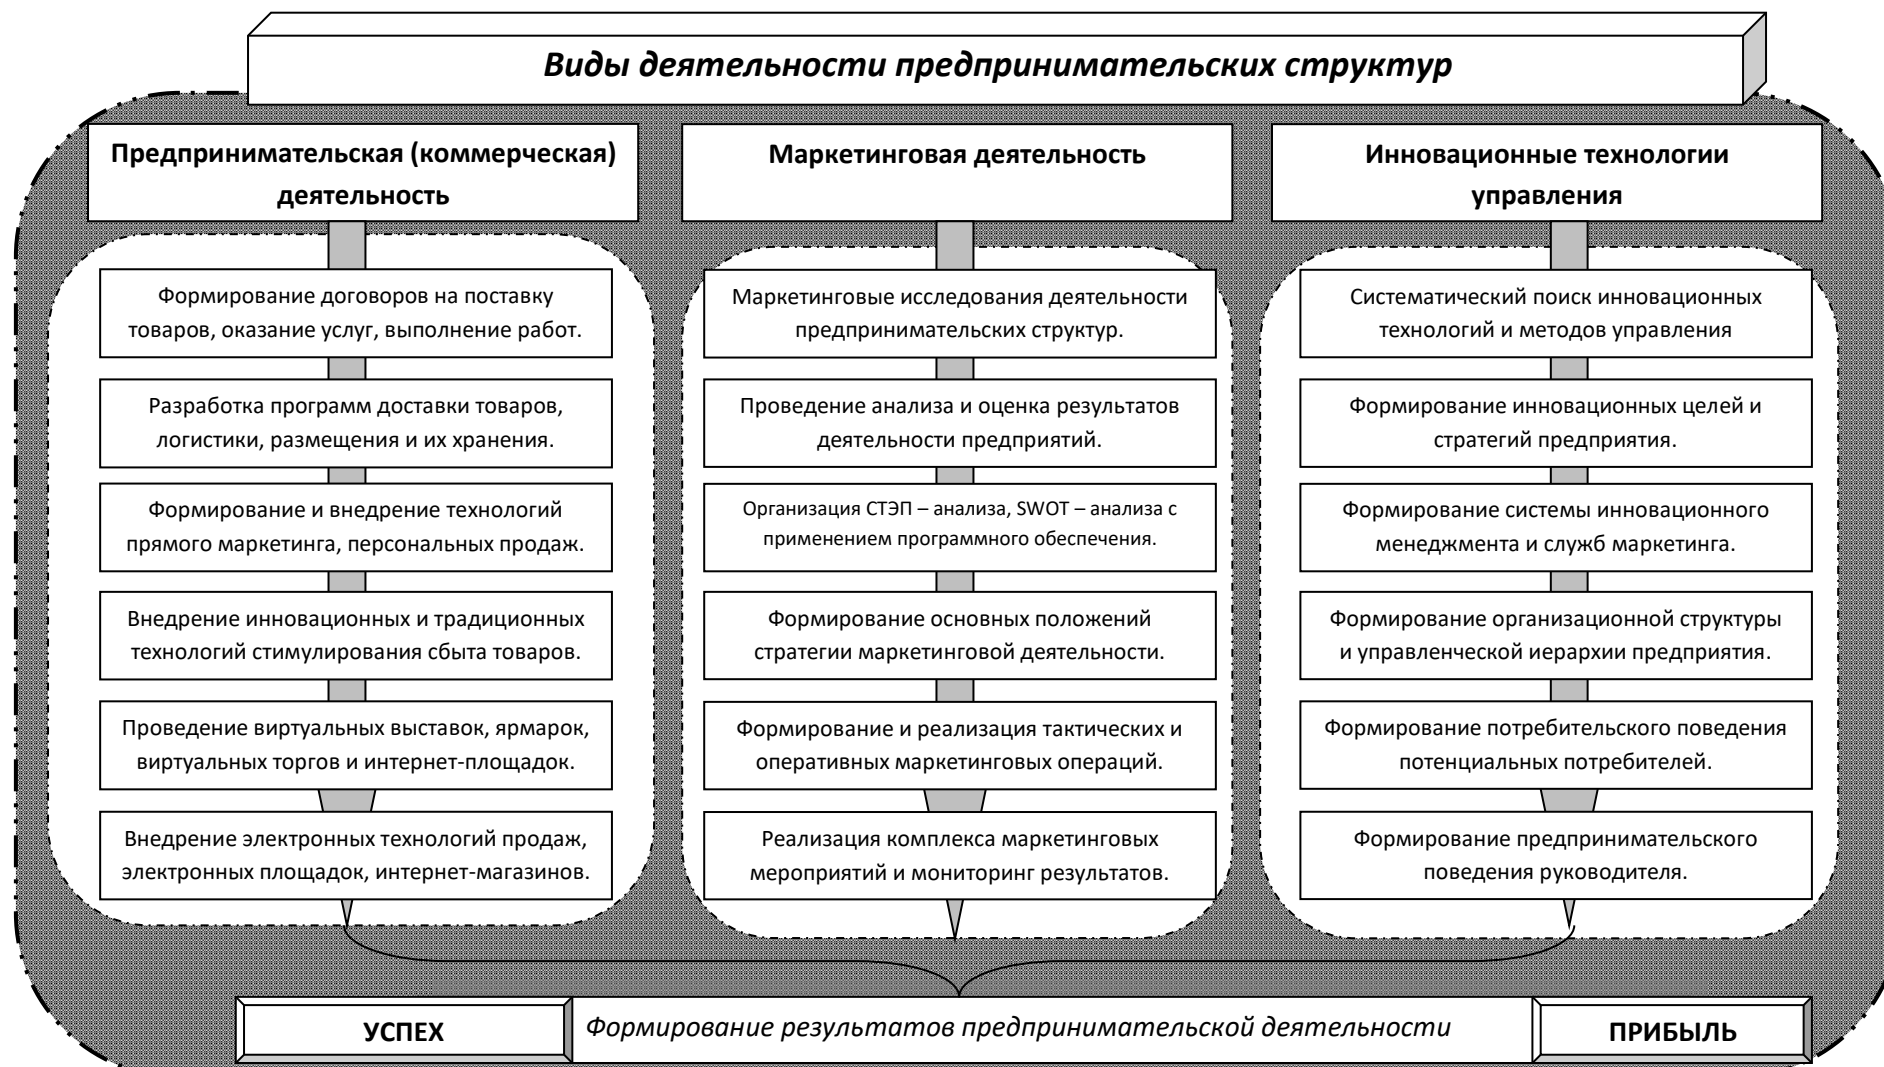 Виды деятельности предпринимательских структур
Предпринимательская (коммерческая)
деятельность
Формирование договоров на поставку
товаров, оказание услуг, выполнение работ.
Разработка программ доставки товаров,
логистики, размещения и их хранения.
Формирование и внедрение технологий
прямого маркетинга, персональных продаж.
Внедрение инновационных и традиционных
технологий стимулирования сбыта товаров.
Проведение виртуальных выставок, ярмарок,
виртуальных торгов и интернет-площадок.
Внедрение электронных технологий продаж,
электронных площадок, интернет-магазинов.
Маркетинговая деятельность
Маркетинговые исследования деятельности
предпринимательских структур.
Проведение анализа и оценка результатов
деятельности предприятий.
Организация СТЭП – анализа, SWOT – анализа с
применением программного обеспечения.
Формирование основных положений
стратегии маркетинговой деятельности.
Формирование и реализация тактических и
оперативных маркетинговых операций.
Реализация комплекса маркетинговых
мероприятий и мониторинг результатов.
Инновационные технологии
управления
Систематический поиск инновационных
технологий и методов управления
Формирование инновационных целей и
стратегий предприятия.
Формирование системы инновационного
менеджмента и служб маркетинга.
Формирование организационной структуры
и управленческой иерархии предприятия.
Формирование потребительского поведения
потенциальных потребителей.
Формирование предпринимательского
поведения руководителя.
УСПЕХ
Формирование результатов предпринимательской деятельности
ПРИБЫЛЬ